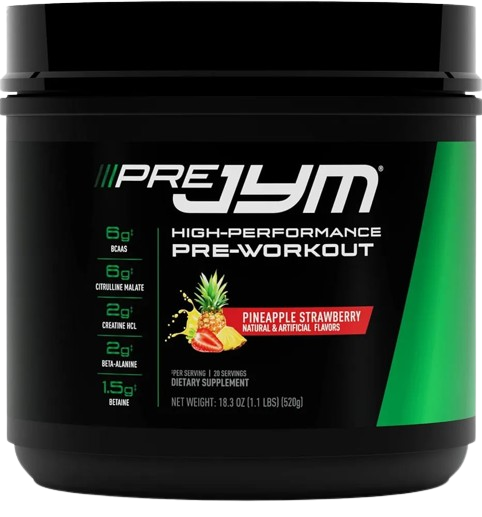 PRE JYM®
HIGH-PERFORMANCE
PRE-WORKOUT
6g‡
BCAAS
6g‡
CITRULLINE MALATE
2g‡
CREATINE HCL
2g‡
BETA-ALANINE
1.5g‡
BETAINE
PINEAPPLE STRAWBERRY
NATURAL & ARTIFICIAL FLAVORS
‡PER SERVING | 20 SERVINGS
DIETARY SUPPLEMENT
NET WEIGHT: 18.3 OZ (1.1 LBS) (520g)